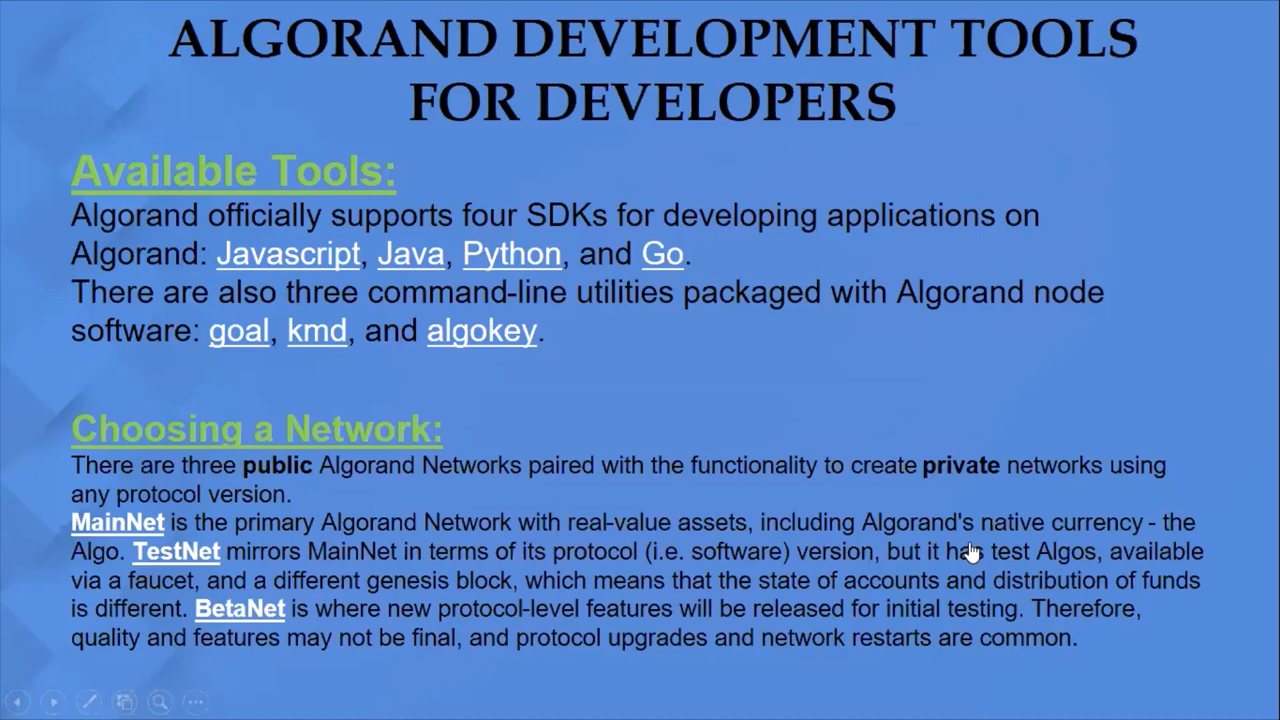 ALGORAND DEVELOPMENT TOOLS
FOR DEVELOPERS
Available Tools:
Algorand officially supports four SDKs for developing applications on
Algorand: Javascript, Java, Python, and Go.
There are also three command-line utilities packaged with Algorand node
software: goal, kmd, and algokey.
Choosing a Network:
There are three public Algorand Networks paired with the functionality to create private networks using
any protocol version.
MainNet is the primary Algorand Network with real-value assets, including Algorand's native currency - the
Algo. TestNet mirrors MainNet in terms of its protocol (i.e. software) version, but it has test Algos, available
via a faucet, and a different genesis block, which means that the state of accounts and distribution of funds
is different. BetaNet is where new protocol-level features will be released for initial testing. Therefore,
quality and features may not be final, and protocol upgrades and network restarts are common.